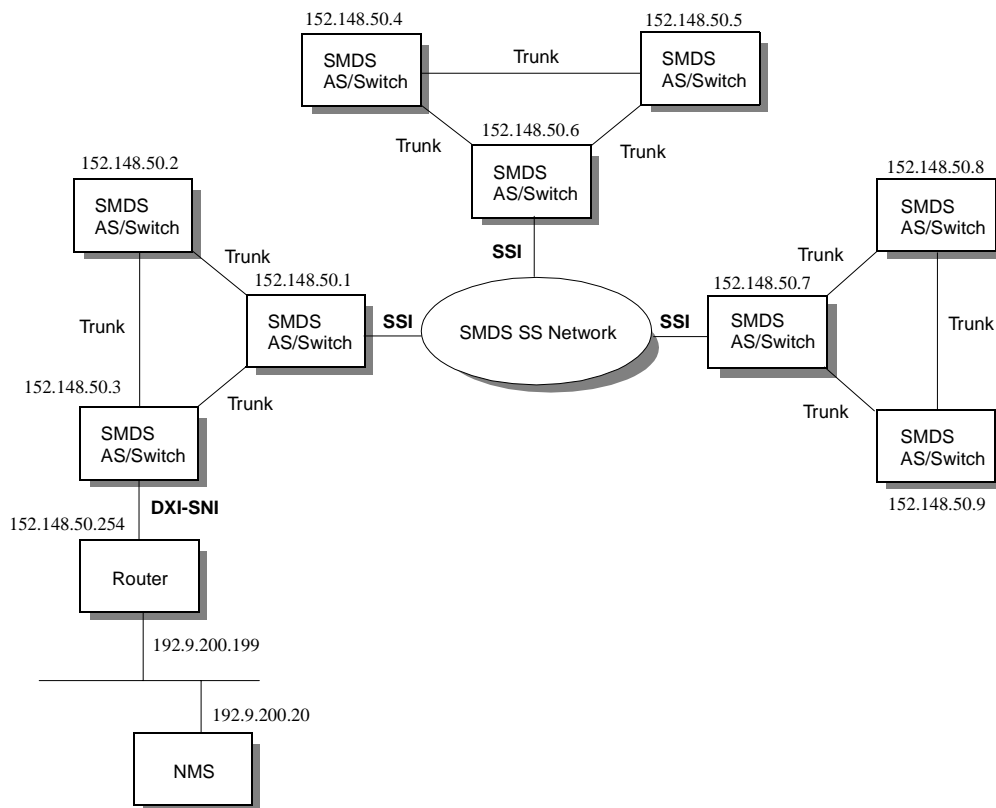 152.148.50.4
152.148.50.5
SMDS
AS/Switch
Trunk
SMDS
AS/Switch
152.148.50.6
Trunk
Trunk
SMDS
AS/Switch
152.148.50.2
152.148.50.8
SMDS
AS/Switch
SMDS
AS/Switch
SSI
Trunk
Trunk
152.148.50.1
152.148.50.7
SMDS
AS/Switch
SSI
SMDS SS Network
SSI
SMDS
AS/Switch
Trunk
Trunk
152.148.50.3
Trunk
Trunk
SMDS
AS/Switch
SMDS
AS/Switch
DXI-SNI
152.148.50.9
152.148.50.254
Router
192.9.200.199
192.9.200.20
NMS